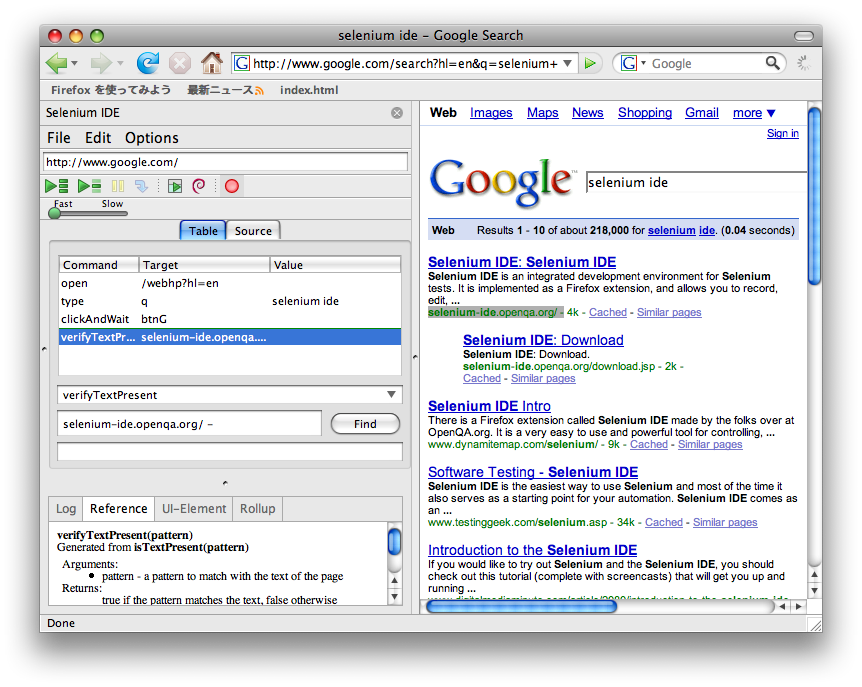 selenium ide – Google Search
http://www.google.com/search?hl=en&q=selenium+
Google
Firefox を使ってみよう 最新ニュース index.html
Selenium IDE
File Edit Options
http://www.google.com/
Fast Slow
Table Source
Command Target Value
open /webhp?hl=en
type q selenium ide
clickAndWait btnG
verifyTextPr... selenium-ide.openqa....
verifyTextPresent
selenium-ide.openqa.org/ –
Find
Log Reference UI-Element Rollup
verifyTextPresent(pattern)
Generated from isTextPresent(pattern)
Arguments:
• pattern - a pattern to match with the text of the page
Returns:
true if the pattern matches the text, false otherwise
Web Images Maps News Shopping Gmail more ▼
Sign in
Google™
selenium ide
Web Results 1 - 10 of about 218,000 for selenium ide. (0.04 seconds)
Selenium IDE: Selenium IDE
Selenium IDE is an integrated development environment for Selenium
tests. It is implemented as a Firefox extension, and allows you to record,
edit, ...
selenium-ide.openqa.org/ - 4k - Cached - Similar pages
Selenium IDE: Download
Selenium IDE: Download.
selenium-ide.openqa.org/download.jsp - 2k -
Cached - Similar pages
Selenium IDE Intro
There is a Firefox extension called Selenium IDE made by the folks over at
OpenQA.org. It is a very easy to use and powerful tool for controlling, ...
www.dynamitemap.com/selenium/ - 9k - Cached - Similar pages
Software Testing - Selenium IDE
Selenium IDE is the easiest way to use Selenium and most of the time it
also serves as a starting point for your automation. Selenium IDE comes as
an ...
www.testinggeek.com/selenium.asp - 34k - Cached - Similar pages
Introduction to the Selenium IDE
If you would like to try out Selenium and the Selenium IDE, you should
check out this tutorial (complete with screencasts) that will get you up and
running ...
Done